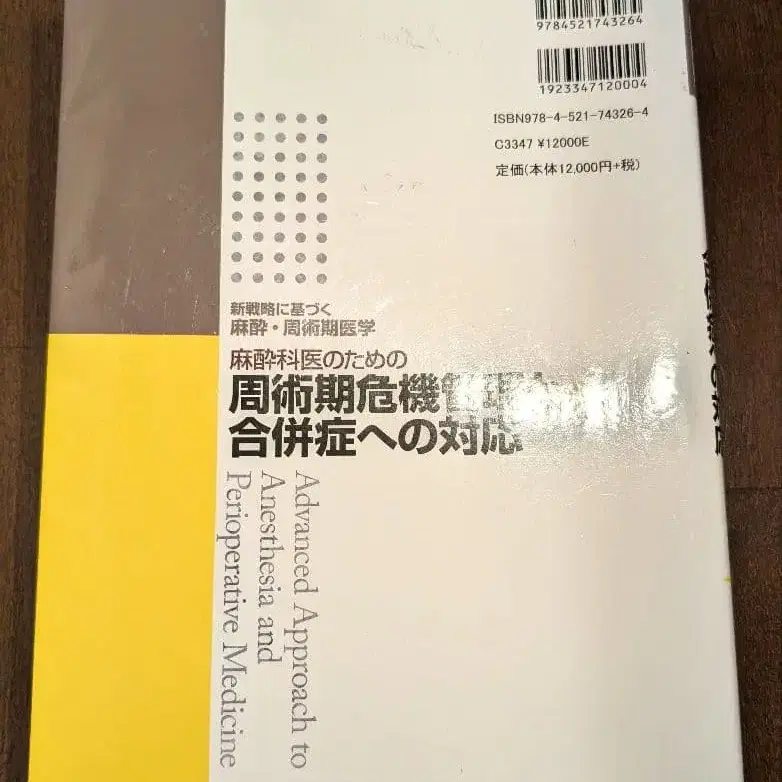 9784521743264
1923347120004
ISBN978-4-521-74326-4
C3347 ¥12000E
定価(本体12,000円+税)
新戦略に基づく
麻酔・周術期医学
麻酔科医のための
周術期危機管理
合併症への対応
Advanced Approach to
Anesthesia and
Perioperative Medicine